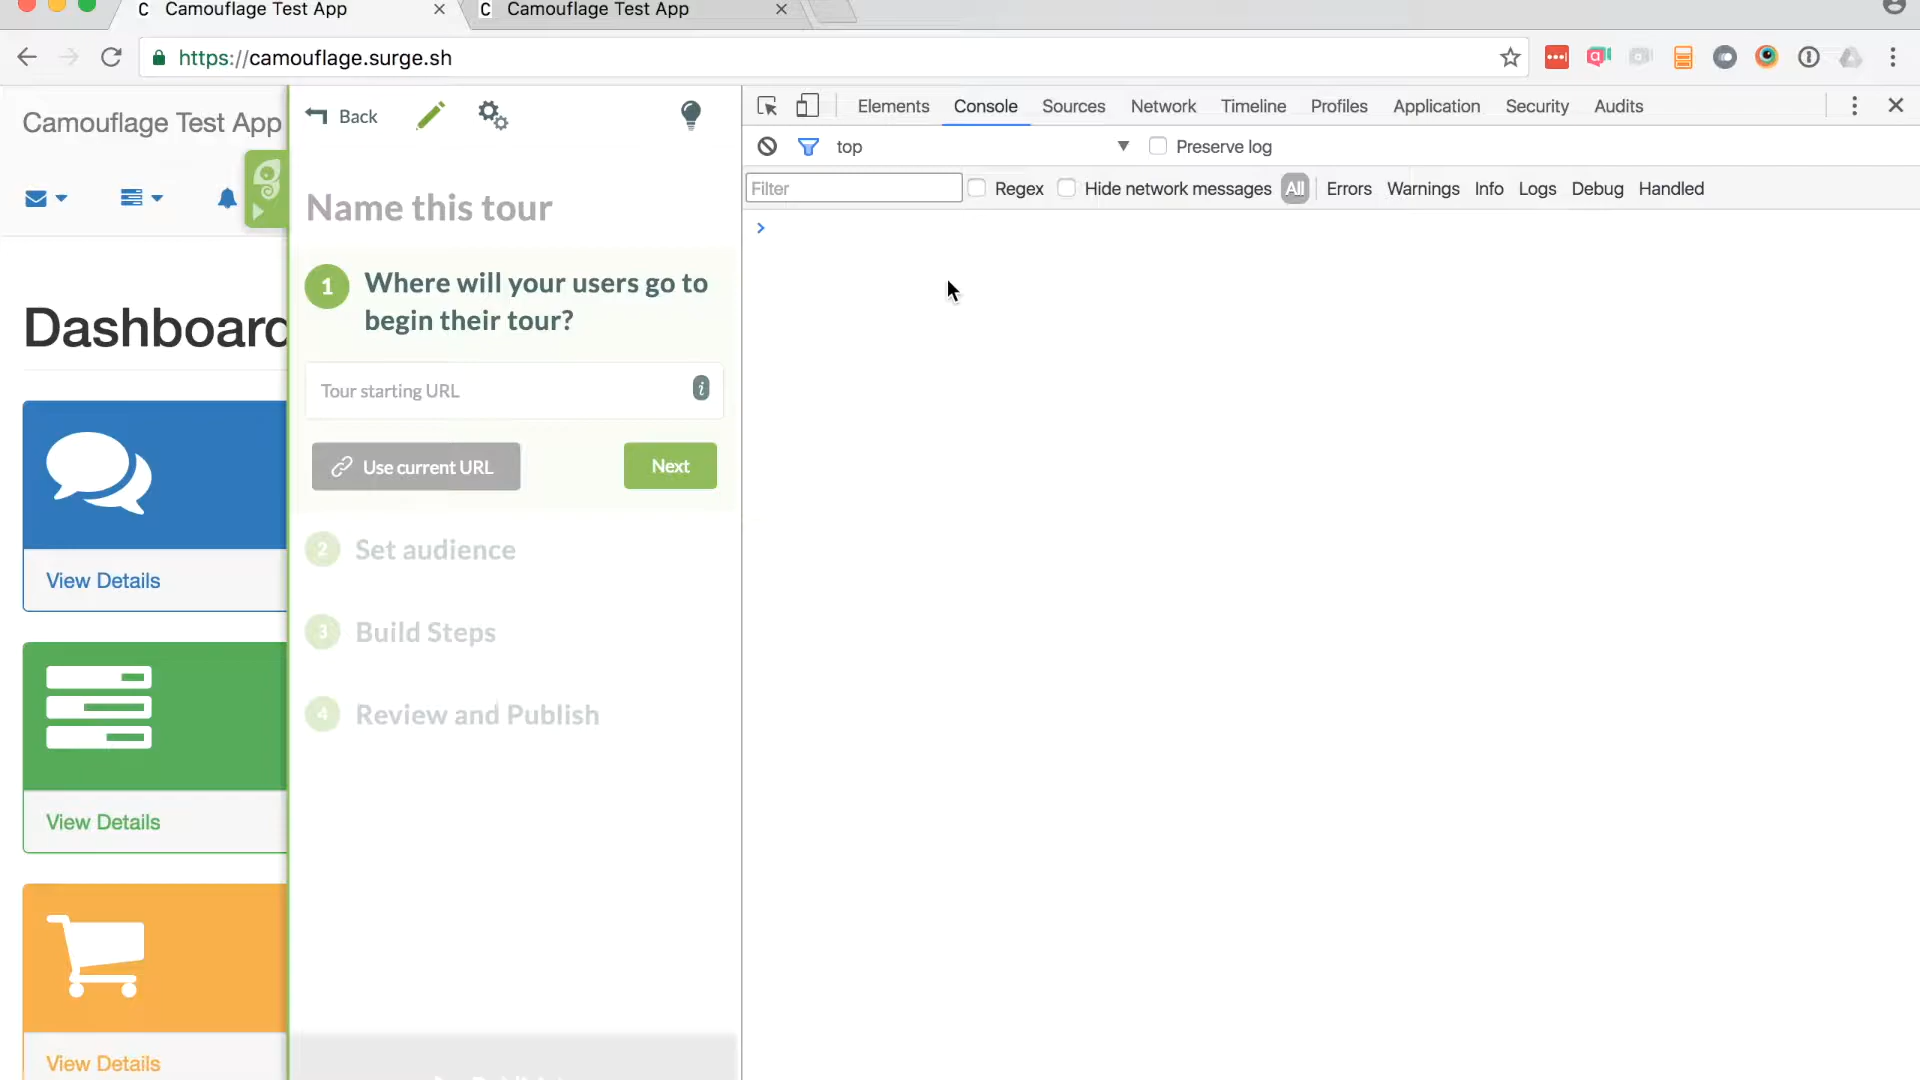 C Camouflage Test App
C Camouflage Test App
https://camouflage.surge.sh
Camouflage Test App
Dashboard
View Details
View Details
View Details
Back
Name this tour
1 Where will your users go to
begin their tour?
Tour starting URL
i
Use current URL
Next
2 Set audience
3 Build Steps
4 Review and Publish
Elements Console Sources Network Timeline Profiles Application Security Audits
top
Preserve log
Filter
Regex
Hide network messages
All Errors Warnings Info Logs Debug Handled